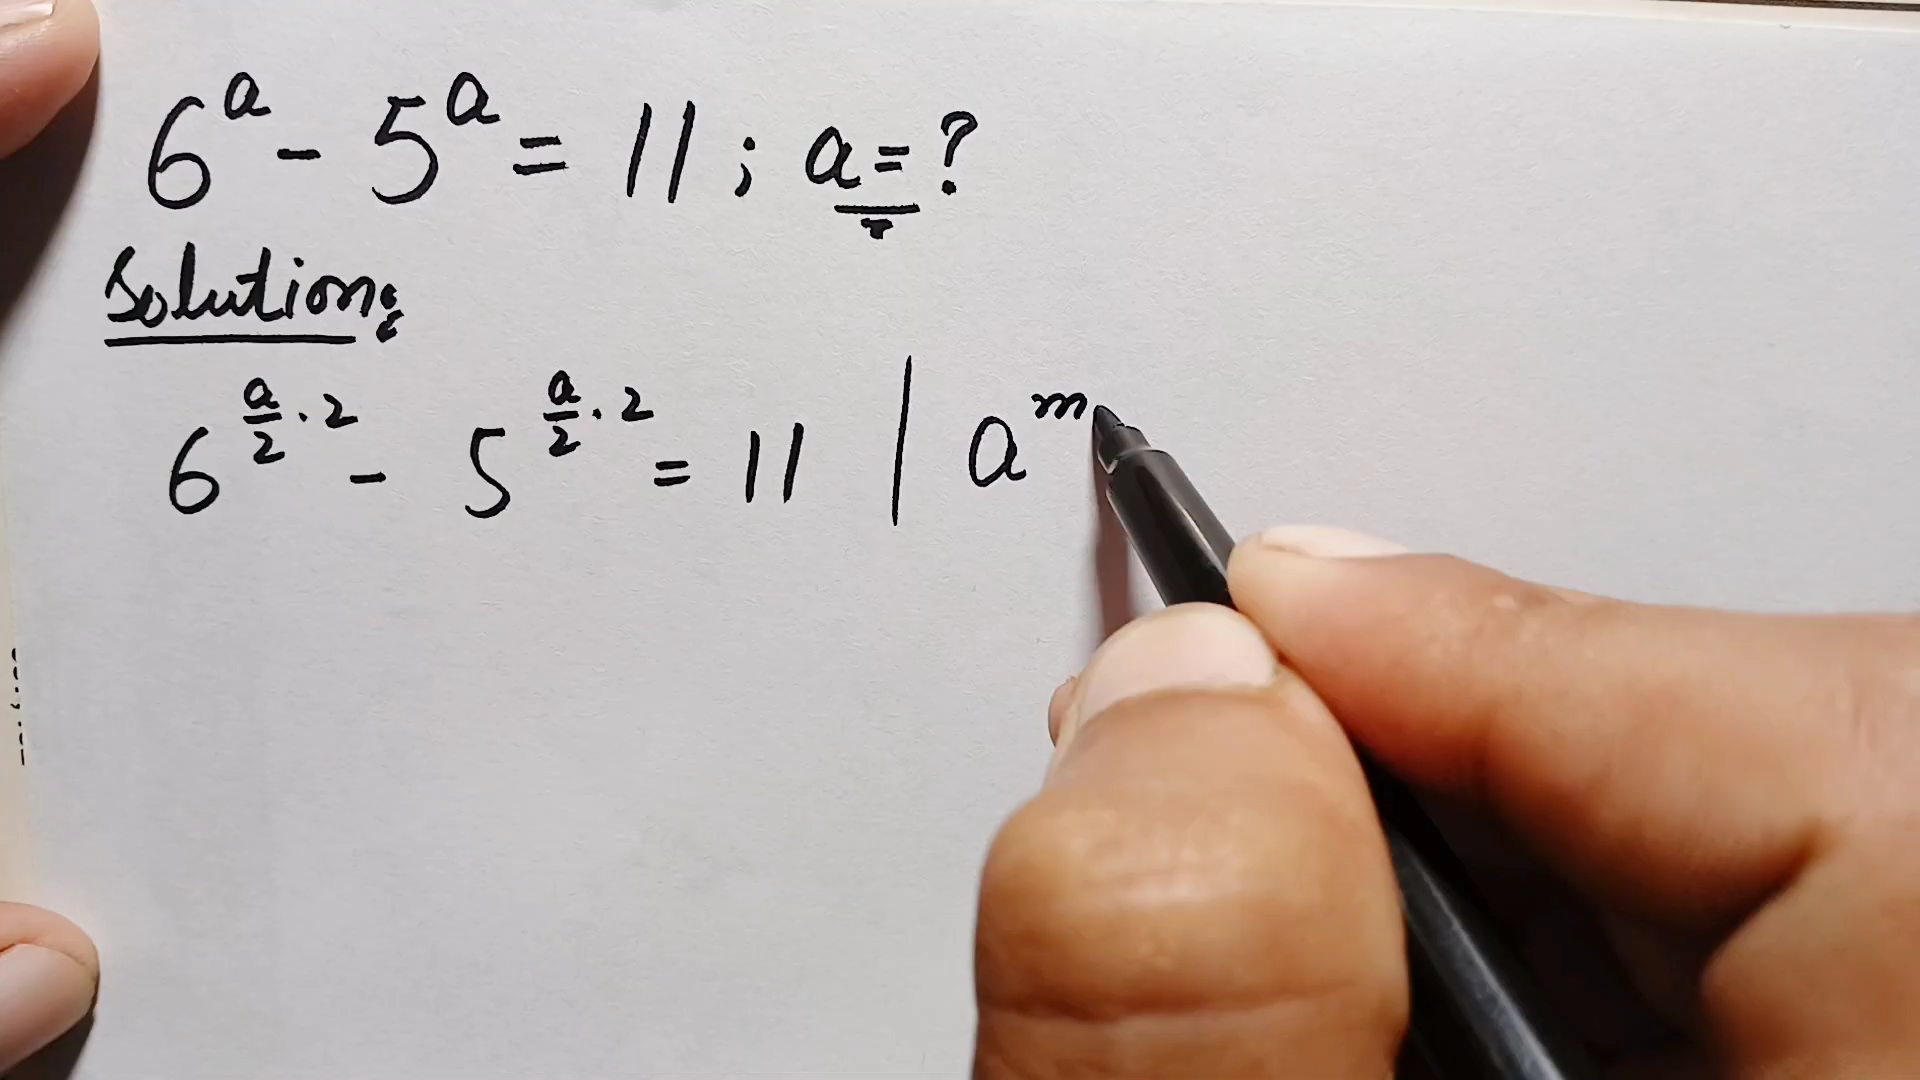 6^a - 5^a = 11 ; a = ?
Solution:
6^(a/2 · 2) - 5^(a/2 · 2) = 11 | a^m